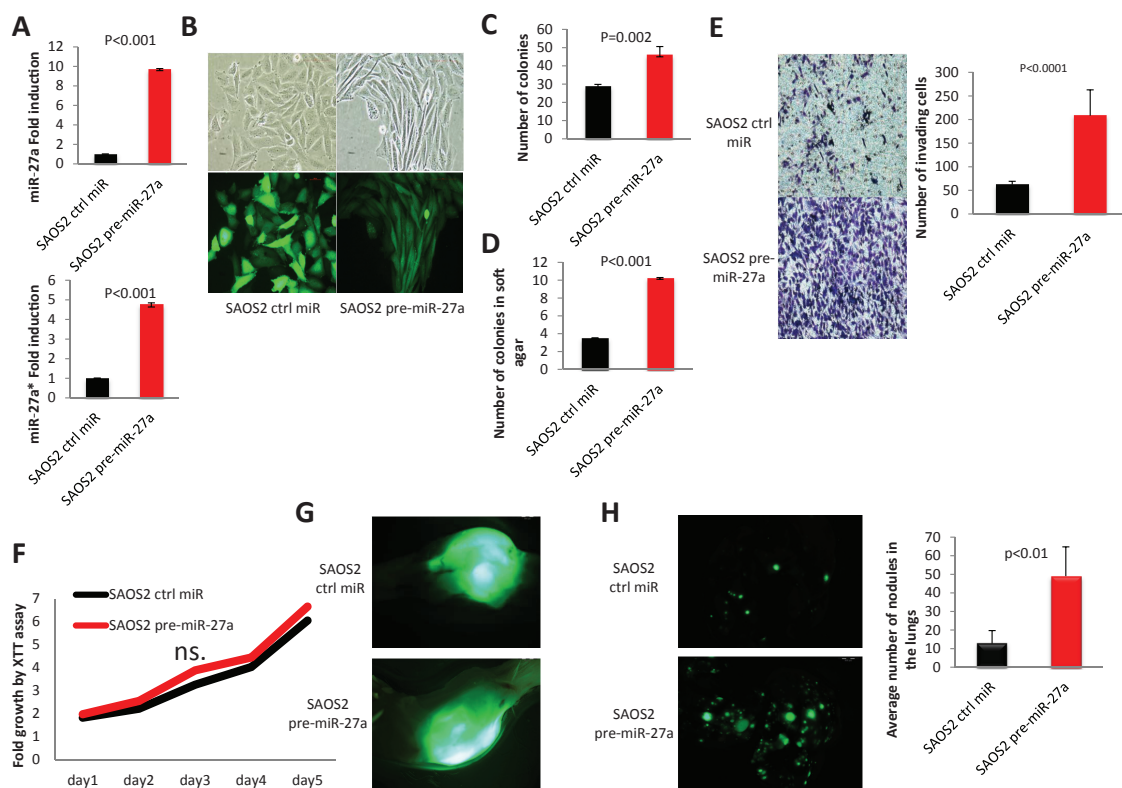 A
miR-27a Fold induction
12
10
8
6
4
2
0
P<0.001
SAOS2 ctrl miR
SAOS2 pre-miR-27a
miR-27a* Fold induction
5
4
3
2
1
0
P<0.001
SAOS2 ctrl miR
SAOS2 pre-miR-27a
B
SAOS2 ctrl miR
SAOS2 pre-miR-27a
C
Number of colonies
60
50
40
30
20
10
0
P=0.002
SAOS2 ctrl miR
SAOS2 pre-miR-27a
D
Number of colonies in soft
agar
12
10
8
6
4
2
0
P<0.001
SAOS2 ctrl miR
SAOS2 pre-miR-27a
E
SAOS2 ctrl
miR
SAOS2 pre-
miR-27a
Number of invading cells
300
250
200
150
100
50
0
P<0.0001
SAOS2 ctrl miR
SAOS2 pre-miR-27a
F
Fold growth by XTT assay
7
6
5
4
3
2
1
0
SAOS2 ctrl miR
SAOS2 pre-miR-27a
ns.
day1
day2
day3
day4
day5
G
SAOS2
ctrl miR
SAOS2
pre-miR-27a
H
SAOS2
ctrl miR
SAOS2
pre-miR-27a
Average number of nodules in
the lungs
70
60
50
40
30
20
10
0
p<0.01
SAOS2 ctrl miR
SAOS2 pre-miR-27a